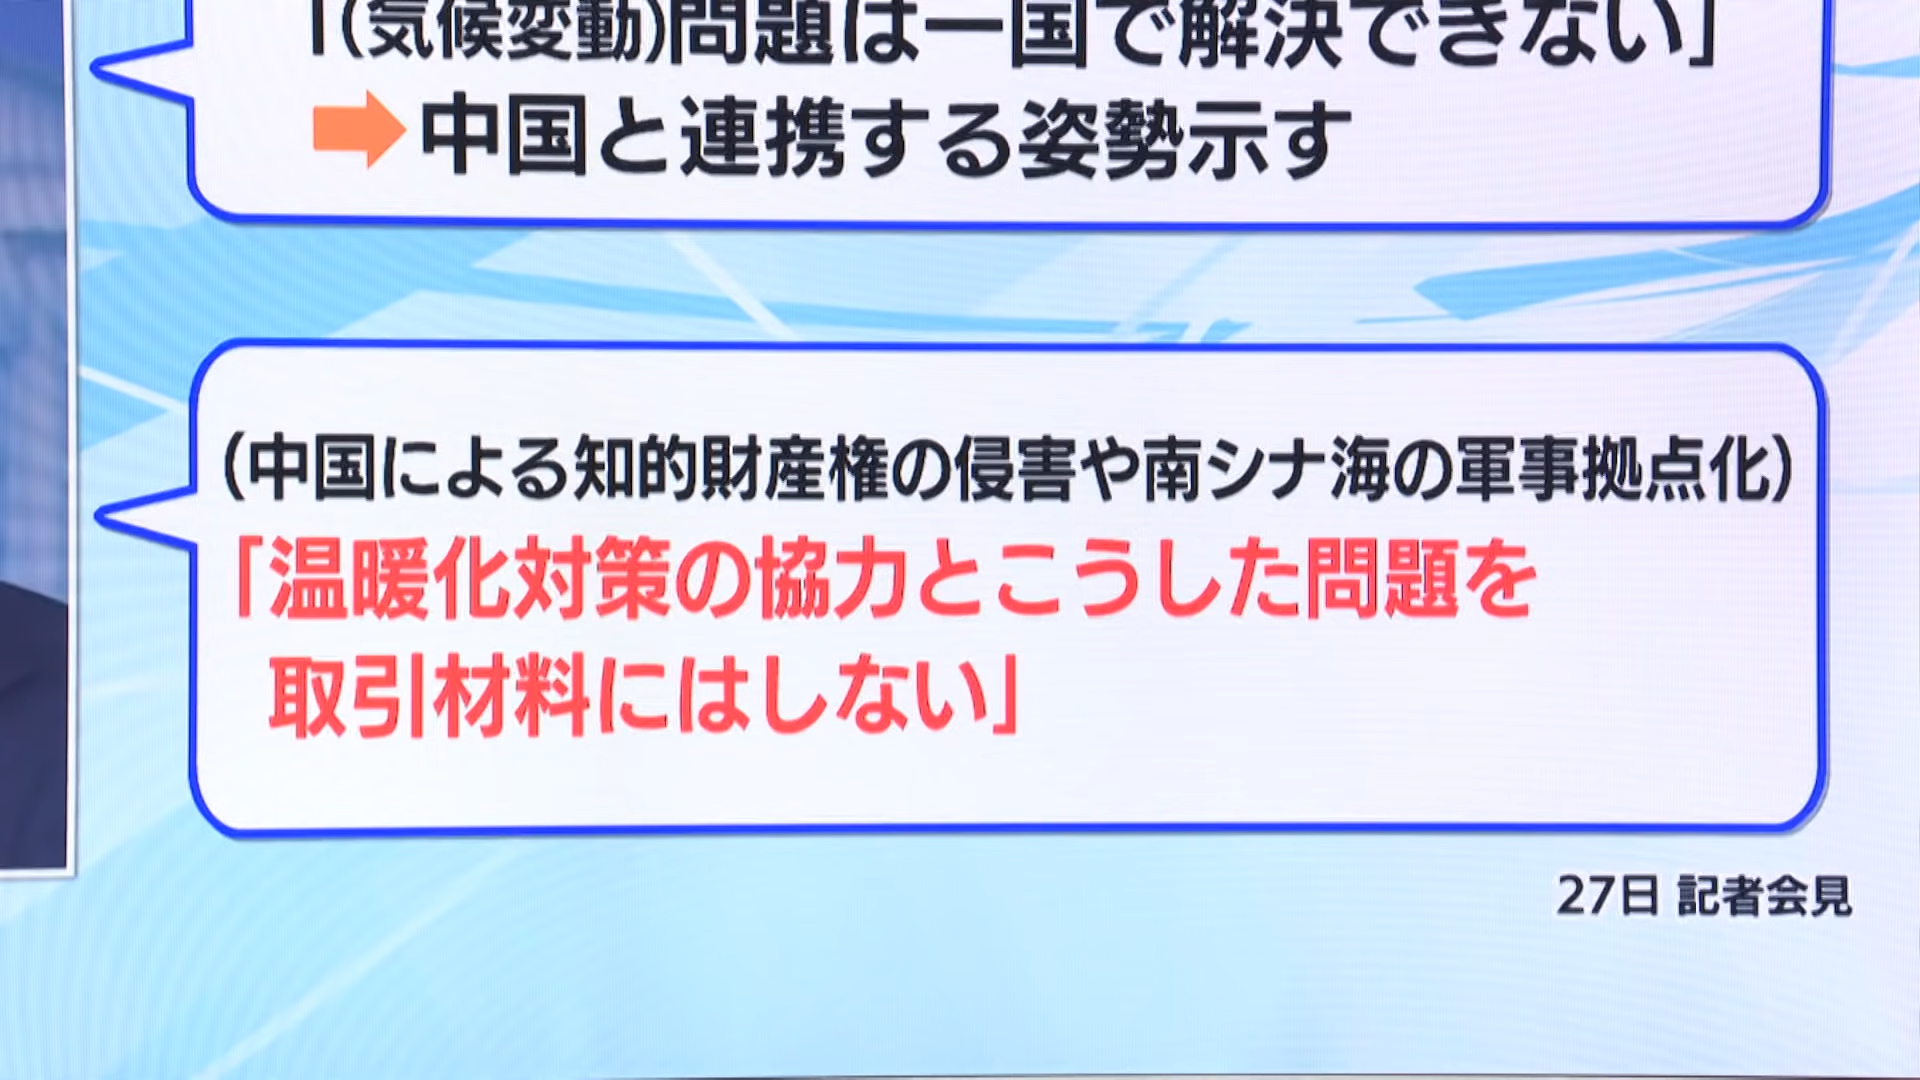 「(気候変動)問題は一国で解決できない」
➡中国と連携する姿勢示す
(中国による知的財産権の侵害や南シナ海の軍事拠点化)
「温暖化対策の協力とこうした問題を
取引材料にはしない」
27日 記者会見